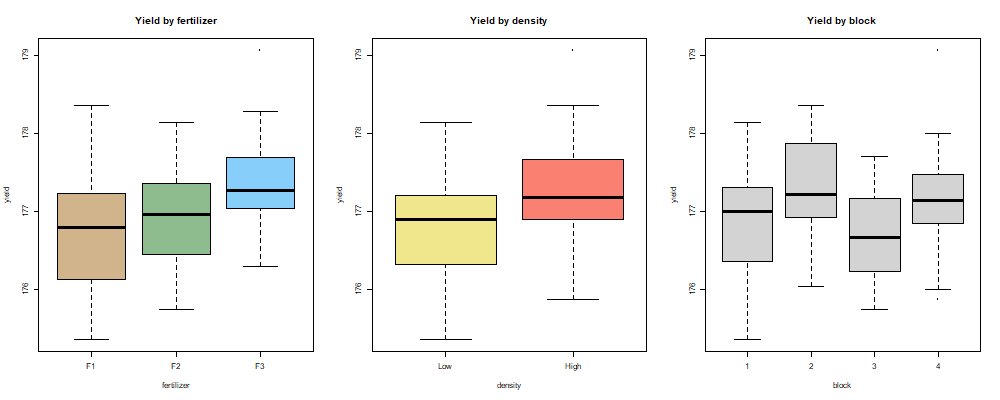 Yield by fertilizer
yield
179
178
177
176
F1 F2 F3
fertilizer
Yield by density
yield
179
178
177
176
Low High
density
Yield by block
yield
179
178
177
176
1 2 3 4
block